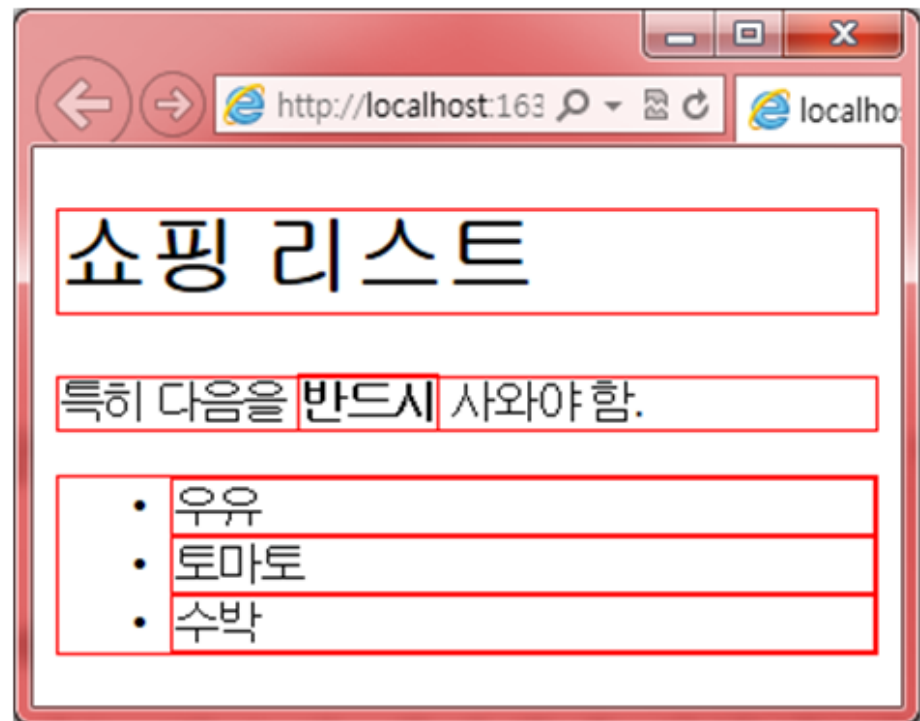 http://localhost:163
localho
쇼핑 리스트
특히 다음을 반드시 사와야 함.
• 우유
• 토마토
• 수박